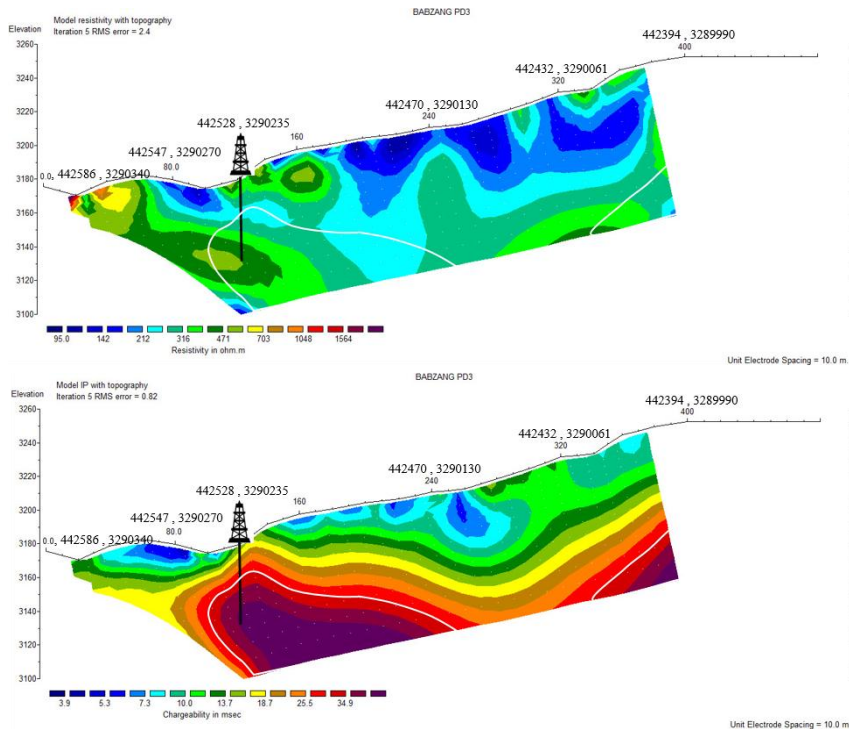 BABZANG PD3
Elevation
Model resistivity with topography
Iteration 5 RMS error = 2.4
3260
3240
3220
3200
3180
3160
3140
3120
3100
0.0
442586 , 3290340
442547 , 3290270
80.0
442528 , 3290235
160
442470 , 3290130
240
442432 , 3290061
320
442394 , 3289990
400
95.0 142 212 316 471 703 1048 1564
Resistivity in ohm.m
Unit Electrode Spacing = 10.0 m.
BABZANG PD3
Elevation
Model IP with topography
Iteration 5 RMS error = 0.82
3260
3240
3220
3200
3180
3160
3140
3120
3100
0.0
442586 , 3290340
442547 , 3290270
80.0
442528 , 3290235
160
442470 , 3290130
240
442432 , 3290061
320
442394 , 3289990
400
3.9 5.3 7.3 10.0 13.7 18.7 25.5 34.9
Chargeability in msec
Unit Electrode Spacing = 10.0 m